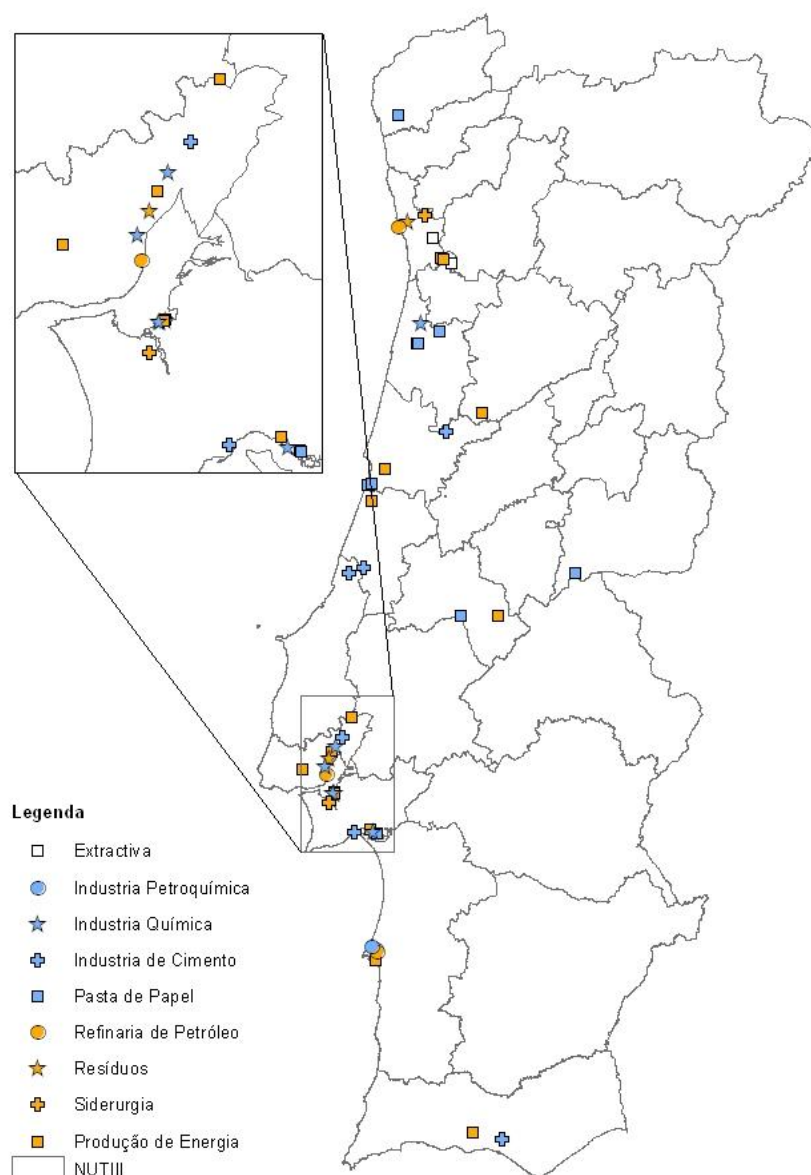 Legenda
Extractiva
Industria Petroquímica
Industria Química
Industria de Cimento
Pasta de Papel
Refinaria de Petróleo
Resíduos
Siderurgia
Produção de Energia
NUTIII